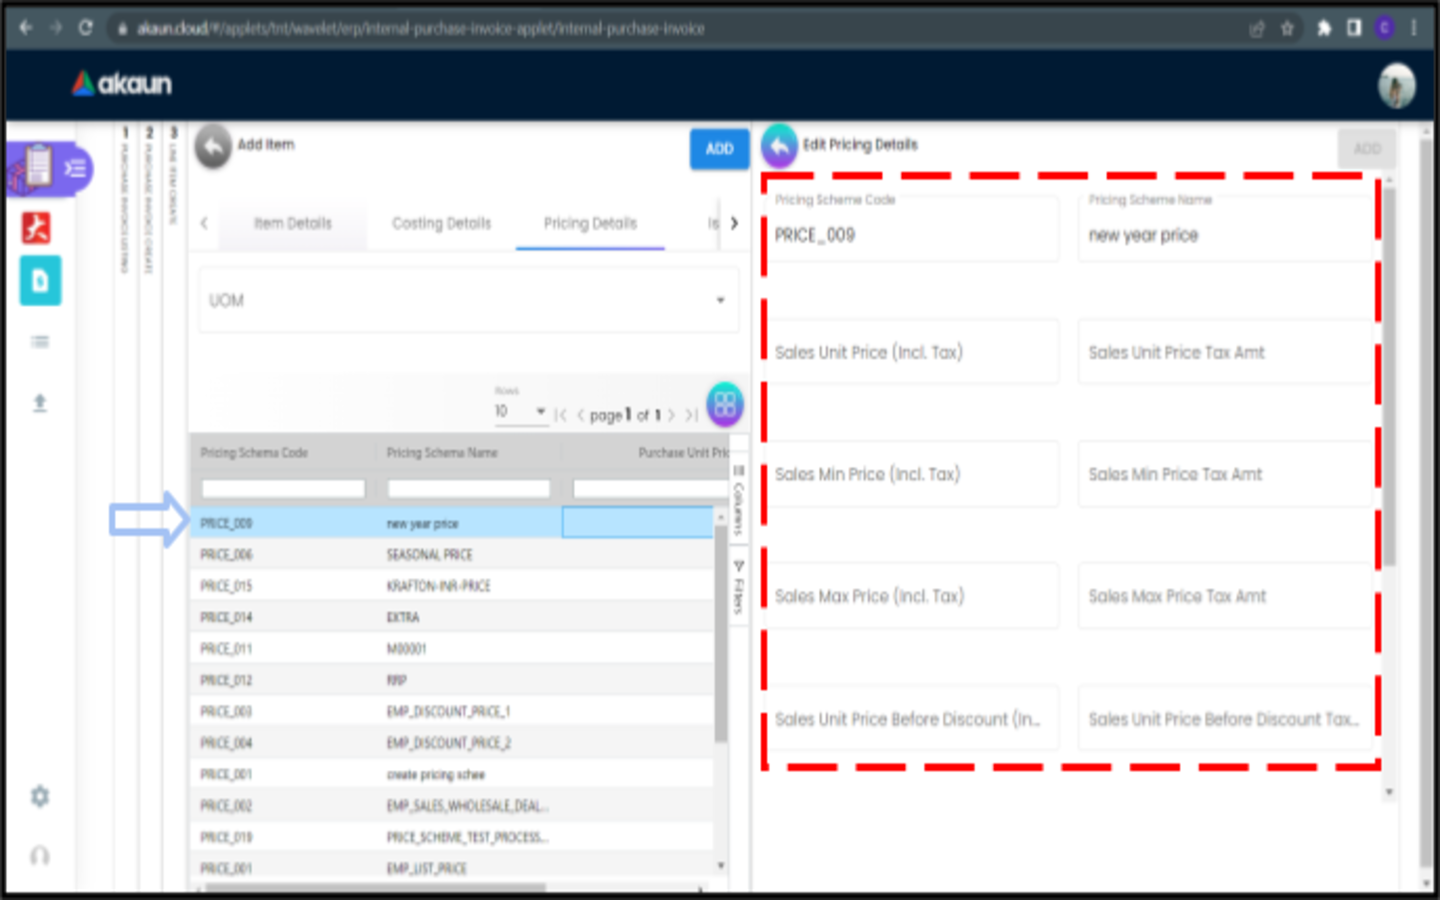 akaun.cloud/#/applets/tnt/wavelet/erp/internal-purchase-invoice-applet/internal-purchase-invoice
C
akaun
1 PURCHASE INVOICE LISTING
2 PURCHASE INVOICE CREATE
3 LINE ITEM CREATE
Add Item
ADD
Item Details
Costing Details
Pricing Details
Is
UOM
Rows
10
page 1 of 1
Pricing Schema Code Pricing Schema Name Purchase Unit Pric
PRICE_009 new year price
PRICE_006 SEASONAL PRICE
PRICE_015 KRAFTON-INR-PRICE
PRICE_014 EXTRA
PRICE_011 M00001
PRICE_012 RRP
PRICE_003 EMP_DISCOUNT_PRICE_1
PRICE_004 EMP_DISCOUNT_PRICE_2
PRICE_001 create pricing schee
PRICE_002 EMP_SALES_WHOLESALE_DEAL...
PRICE_019 PRICE_SCHEME_TEST_PROCESS...
PRICE_001 EMP_LIST_PRICE
Columns
Filters
Edit Pricing Details
ADD
Pricing Scheme Code Pricing Scheme Name
PRICE_009 new year price
Sales Unit Price (Incl. Tax) Sales Unit Price Tax Amt
Sales Min Price (Incl. Tax) Sales Min Price Tax Amt
Sales Max Price (Incl. Tax) Sales Max Price Tax Amt
Sales Unit Price Before Discount (In... Sales Unit Price Before Discount Tax...